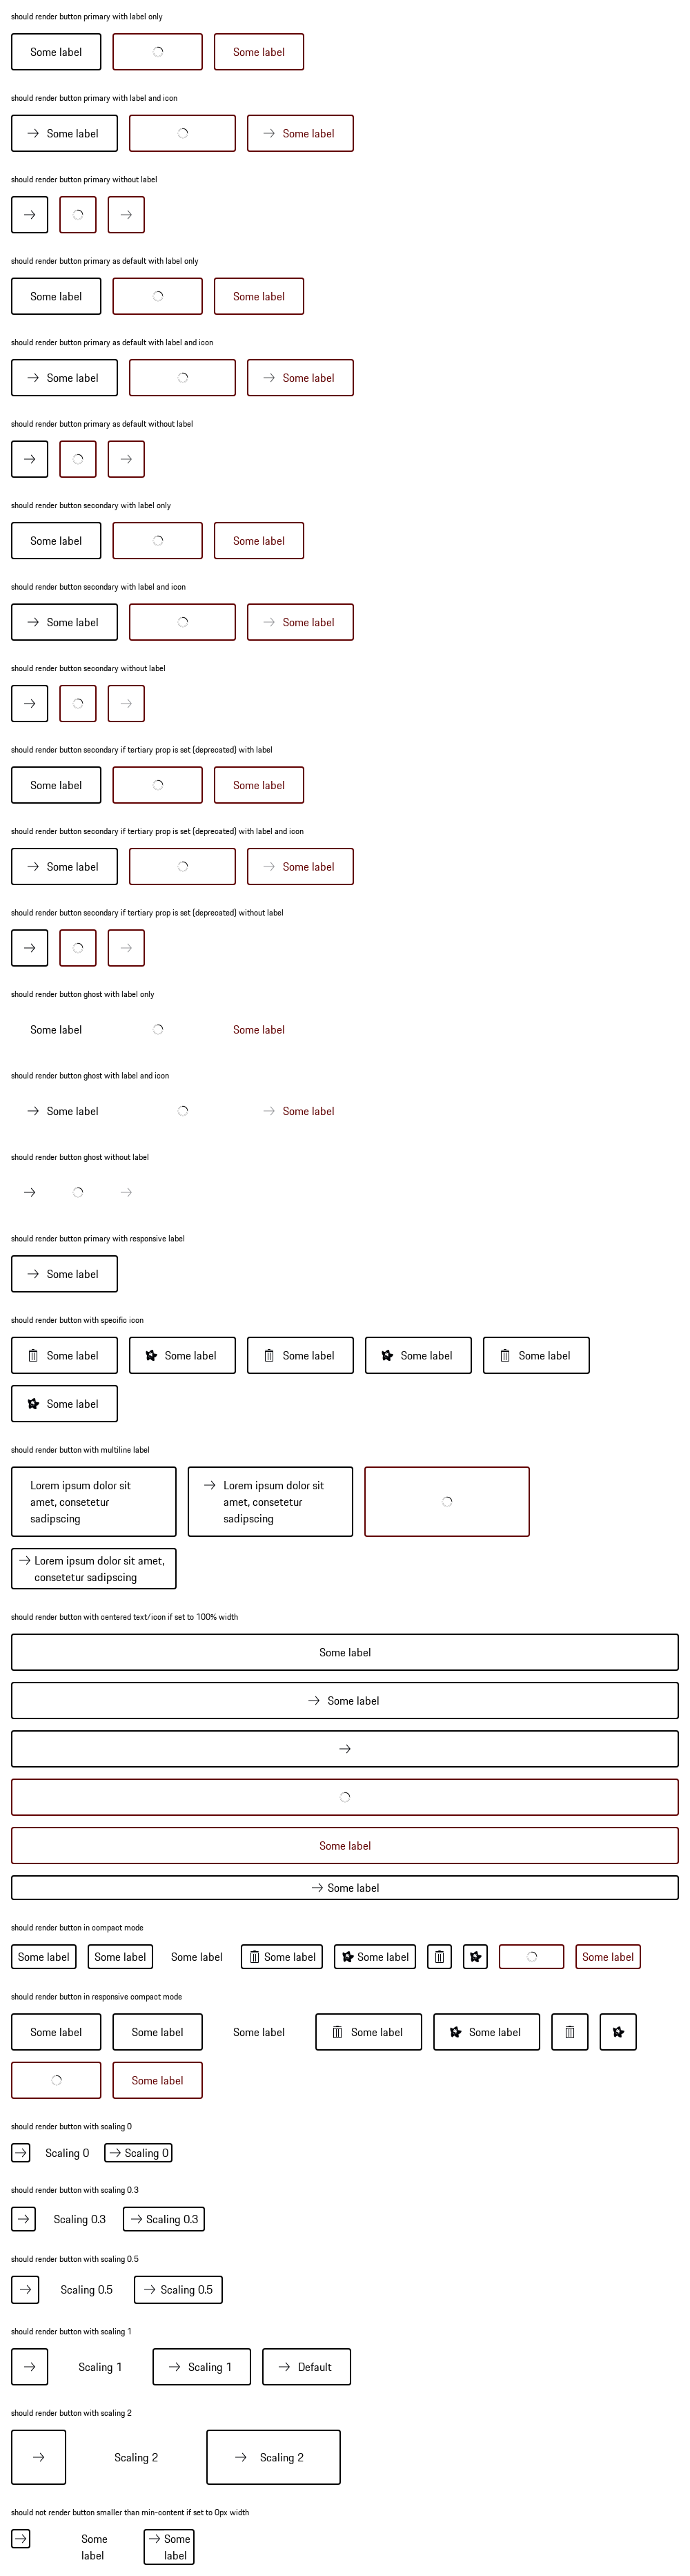 should render button primary with label only
Some label Some label
should render button primary with label and icon
Some label Some label
should render button primary without label
should render button primary as default with label only
Some label Some label
should render button primary as default with label and icon
Some label Some label
should render button primary as default without label
should render button secondary with label only
Some label Some label
should render button secondary with label and icon
Some label Some label
should render button secondary without label
should render button secondary if tertiary prop is set (deprecated) with label
Some label Some label
should render button secondary if tertiary prop is set (deprecated) with label and icon
Some label Some label
should render button secondary if tertiary prop is set (deprecated) without label
should render button ghost with label only
Some label Some label
should render button ghost with label and icon
Some label Some label
should render button ghost without label
should render button primary with responsive label
Some label
should render button with specific icon
Some label Some label Some label Some label Some label
Some label
should render button with multiline label
Lorem ipsum dolor sit
amet, consetetur
sadipscing
Lorem ipsum dolor sit
amet, consetetur
sadipscing
Lorem ipsum dolor sit amet,
consetetur sadipscing
should render button with centered text/icon if set to 100% width
Some label
Some label
Some label
Some label
should render button in compact mode
Some label Some label Some label Some label Some label Some label
should render button in responsive compact mode
Some label Some label Some label Some label Some label
Some label
should render button with scaling 0
Scaling 0 Scaling 0
should render button with scaling 0.3
Scaling 0.3 Scaling 0.3
should render button with scaling 0.5
Scaling 0.5 Scaling 0.5
should render button with scaling 1
Scaling 1 Scaling 1 Default
should render button with scaling 2
Scaling 2 Scaling 2
should not render button smaller than min-content if set to 0px width
Some
label
Some
label